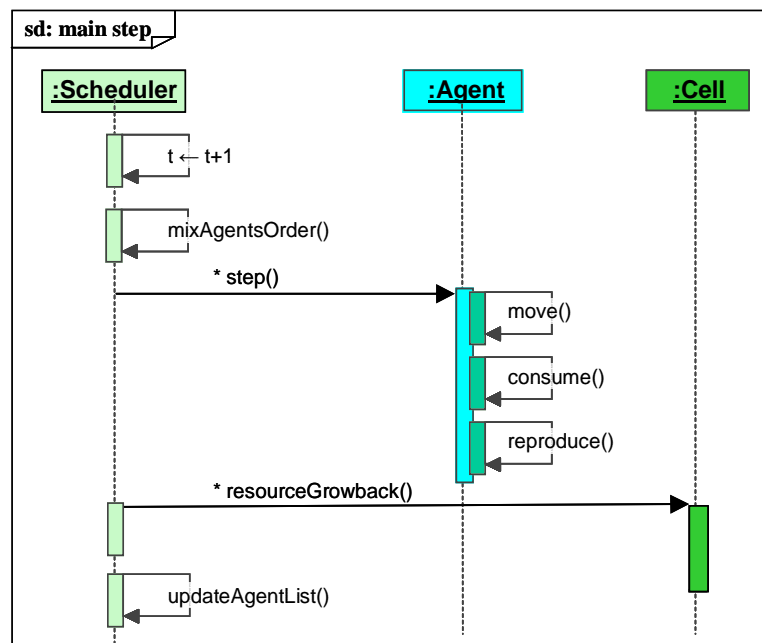 sd: main step
:Scheduler
:Agent
:Cell
t ← t+1
mixAgentsOrder()
* step()
move()
consume()
reproduce()
* resourceGrowback()
updateAgentList()